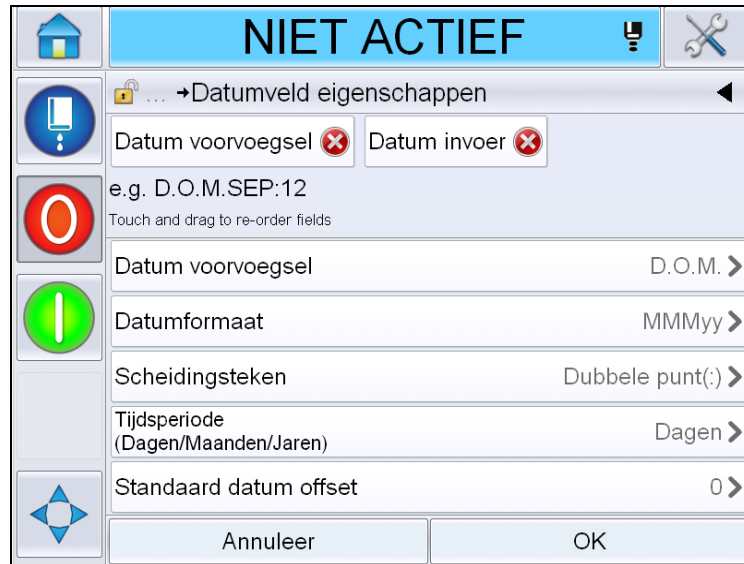 NIET ACTIEF
... →Datumveld eigenschappen
Datum voorvoegsel Datum invoer
e.g. D.O.M.SEP:12
Touch and drag to re-order fields
Datum voorvoegsel D.O.M.
Datumformaat MMMyy
Scheidingsteken Dubbele punt(:)
Tijdsperiode
(Dagen/Maanden/Jaren) Dagen
Standaard datum offset 0
Annuleer OK